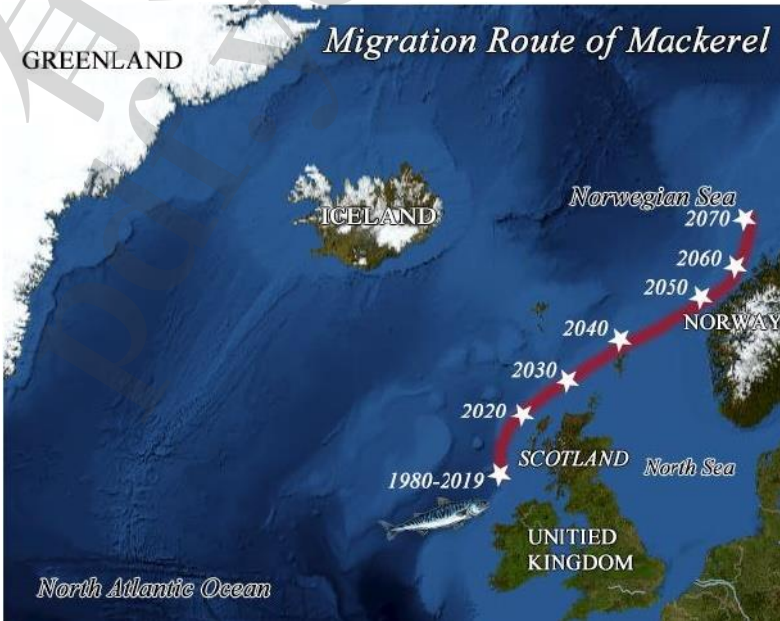 Migration Route of Mackerel
GREENLAND
ICELAND
Norwegian Sea
2070
2060
2050
NORWAY
2040
2030
2020
1980-2019
SCOTLAND
North Sea
UNITIED
KINGDOM
North Atlantic Ocean